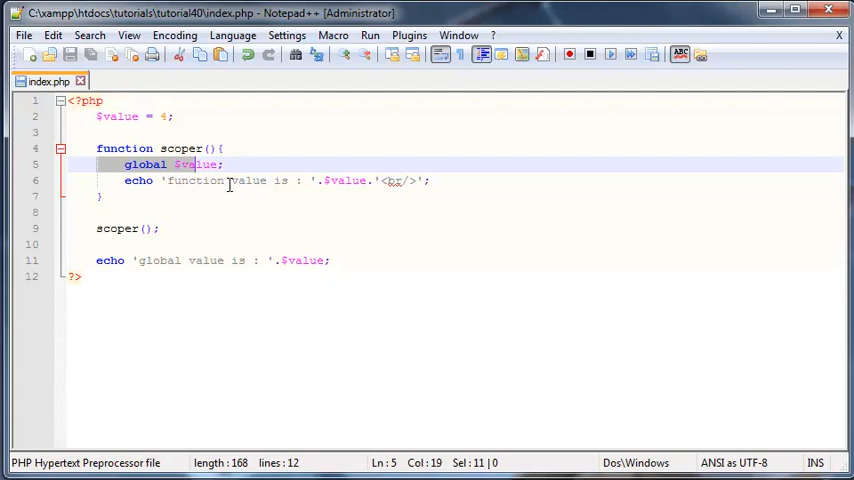 C:\xampp\htdocs\tutorials\tutorial40\index.php - Notepad++ [Administrator]
File Edit Search View Encoding Language Settings Macro Run Plugins Window ? X
index.php
1 <?php
2 $value = 4;
3
4 function scoper(){
5 global $value;
6 echo 'function value is : '.$value.'<br/>';
7 }
8
9 scoper();
10
11 echo 'global value is : '.$value;
12 ?>
PHP Hypertext Preprocessor file length : 168 lines : 12 Ln : 5 Col : 19 Sel : 11 | 0 Dos\Windows ANSI as UTF-8 INS